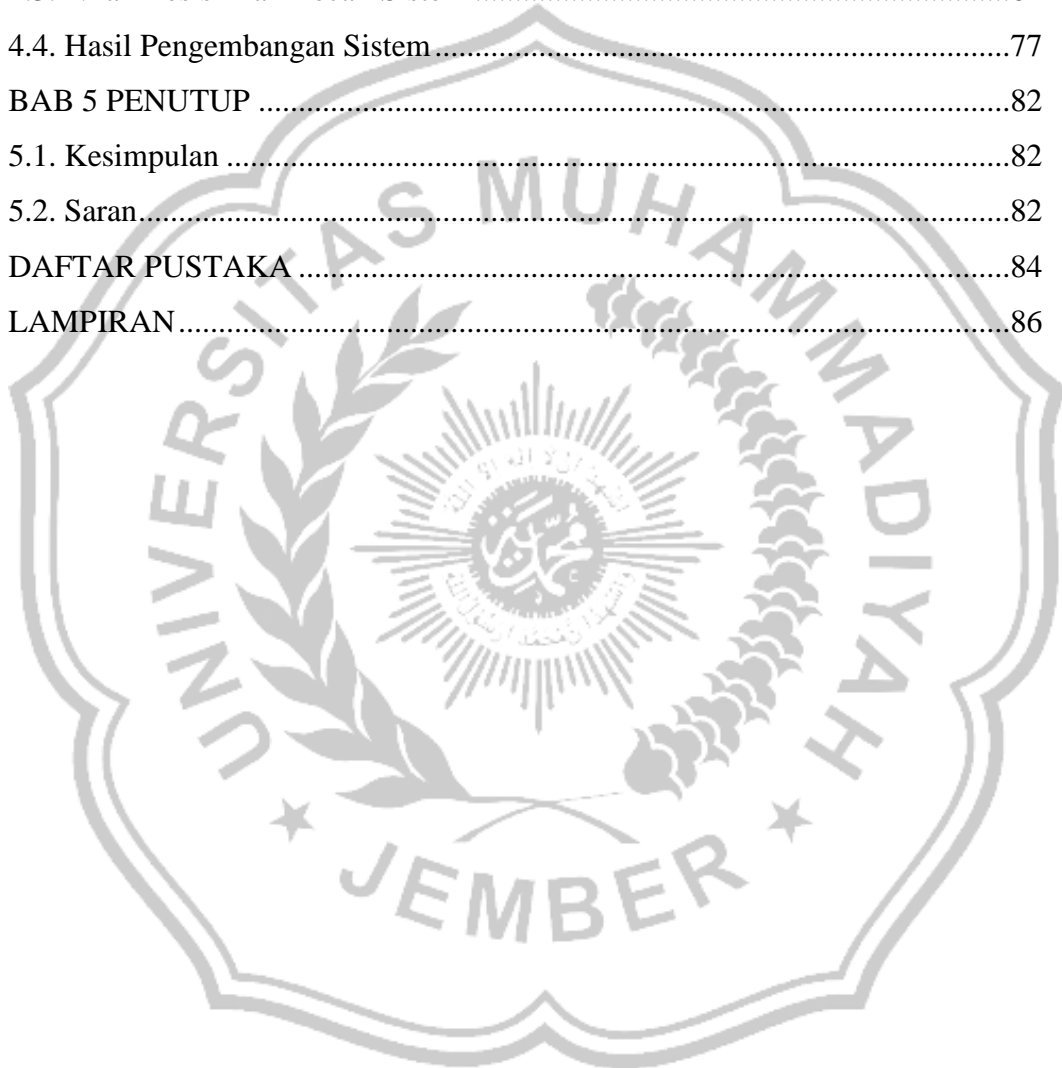 4.4. Hasil Pengembangan Sistem.......................................................................77
BAB 5 PENUTUP ..............................................................................................82
5.1. Kesimpulan ..................................................................................................82
5.2. Saran.............................................................................................................82
DAFTAR PUSTAKA .........................................................................................84
LAMPIRAN........................................................................................................86
UNIVERSITAS MUHAMMADIYAH
JEMBER